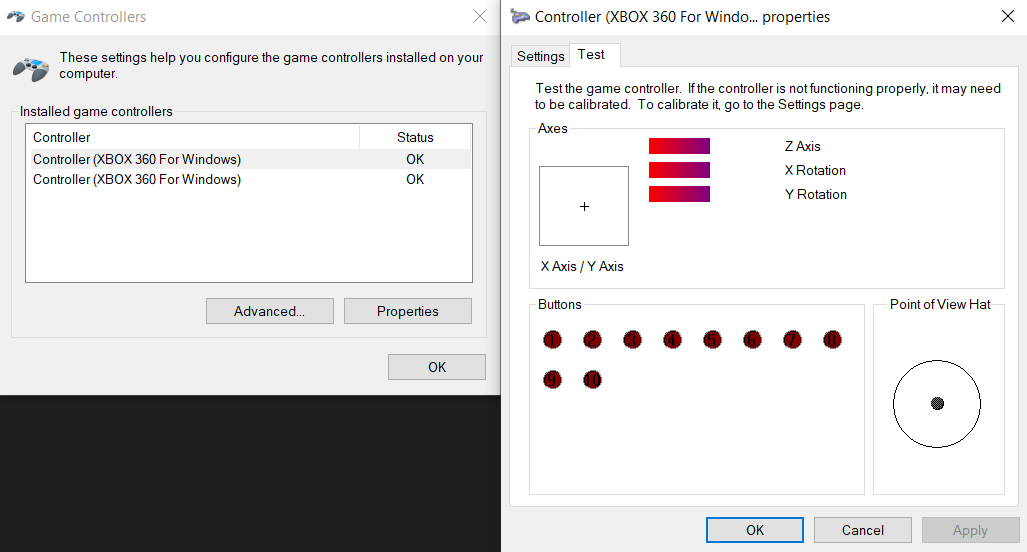 Game Controllers
These settings help you configure the game controllers installed on your
computer.
Installed game controllers
Controller Status
Controller (XBOX 360 For Windows) OK
Controller (XBOX 360 For Windows) OK
Advanced... Properties
OK
Controller (XBOX 360 For Windo... properties
Settings Test
Test the game controller. If the controller is not functioning properly, it may need
to be calibrated. To calibrate it, go to the Settings page.
Axes
Z Axis
X Rotation
Y Rotation
X Axis / Y Axis
Buttons
1 2 3 4 5 6 7 8
9 10
Point of View Hat
OK Cancel Apply